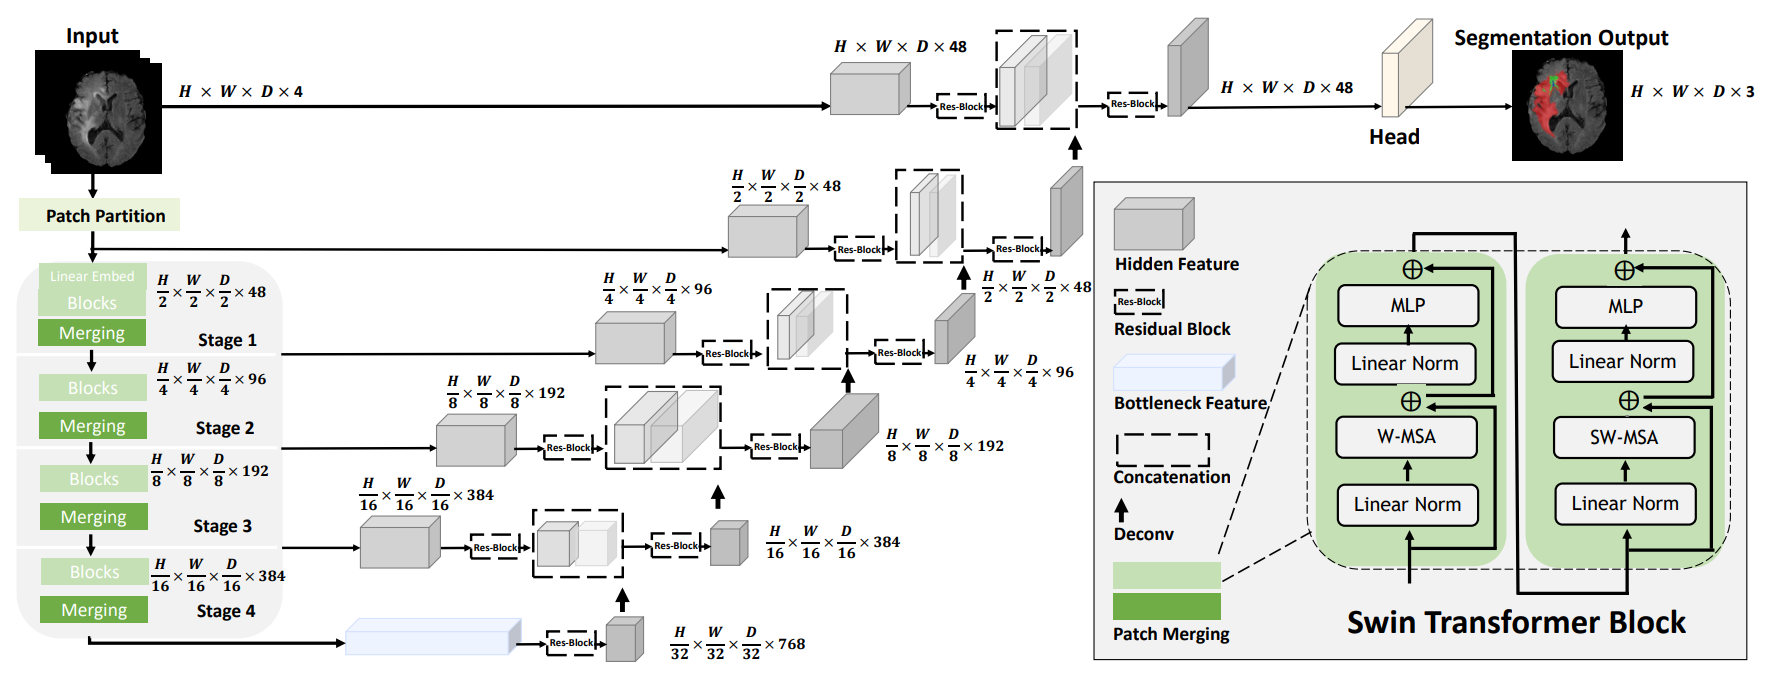 Input
H × W × D × 4
Patch Partition
Linear Embed
Blocks
Merging
H/2 × W/2 × D/2 × 48
Stage 1
Blocks
Merging
H/4 × W/4 × D/4 × 96
Stage 2
Blocks
Merging
H/8 × W/8 × D/8 × 192
Stage 3
Blocks
Merging
H/16 × W/16 × D/16 × 384
Stage 4
H × W × D × 48
Res-Block
Res-Block
H × W × D × 48
Head
Segmentation Output
H × W × D × 3
H/2 × W/2 × D/2 × 48
Res-Block
Res-Block
H/2 × W/2 × D/2 × 48
H/4 × W/4 × D/4 × 96
Res-Block
Res-Block
H/4 × W/4 × D/4 × 96
H/8 × W/8 × D/8 × 192
Res-Block
Res-Block
H/8 × W/8 × D/8 × 192
H/16 × W/16 × D/16 × 384
Res-Block
Res-Block
H/16 × W/16 × D/16 × 384
Res-Block
H/32 × W/32 × D/32 × 768
Hidden Feature
Res-Block
Residual Block
Bottleneck Feature
Concatenation
Deconv
Patch Merging
MLP
Linear Norm
W-MSA
Linear Norm
MLP
Linear Norm
SW-MSA
Linear Norm
Swin Transformer Block